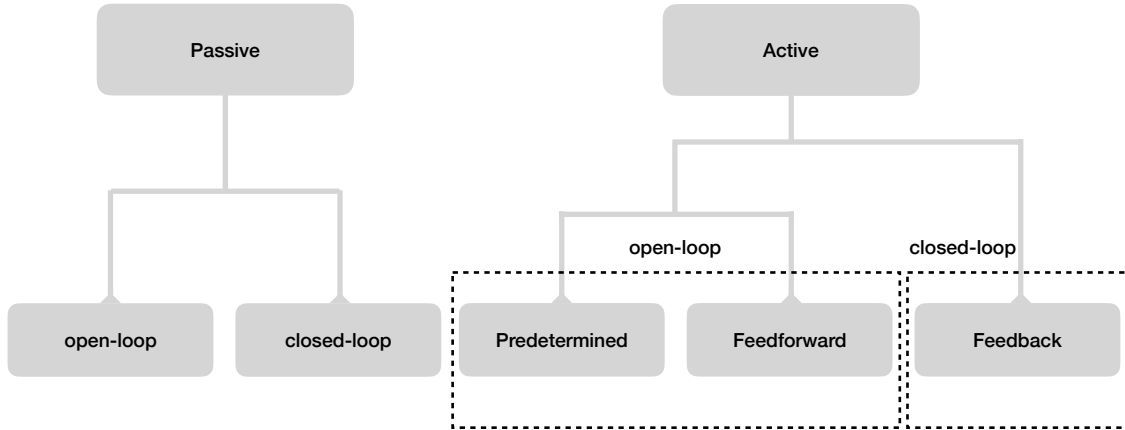 Passive
Active
open-loop
closed-loop
open-loop
closed-loop
Predetermined
Feedforward
Feedback